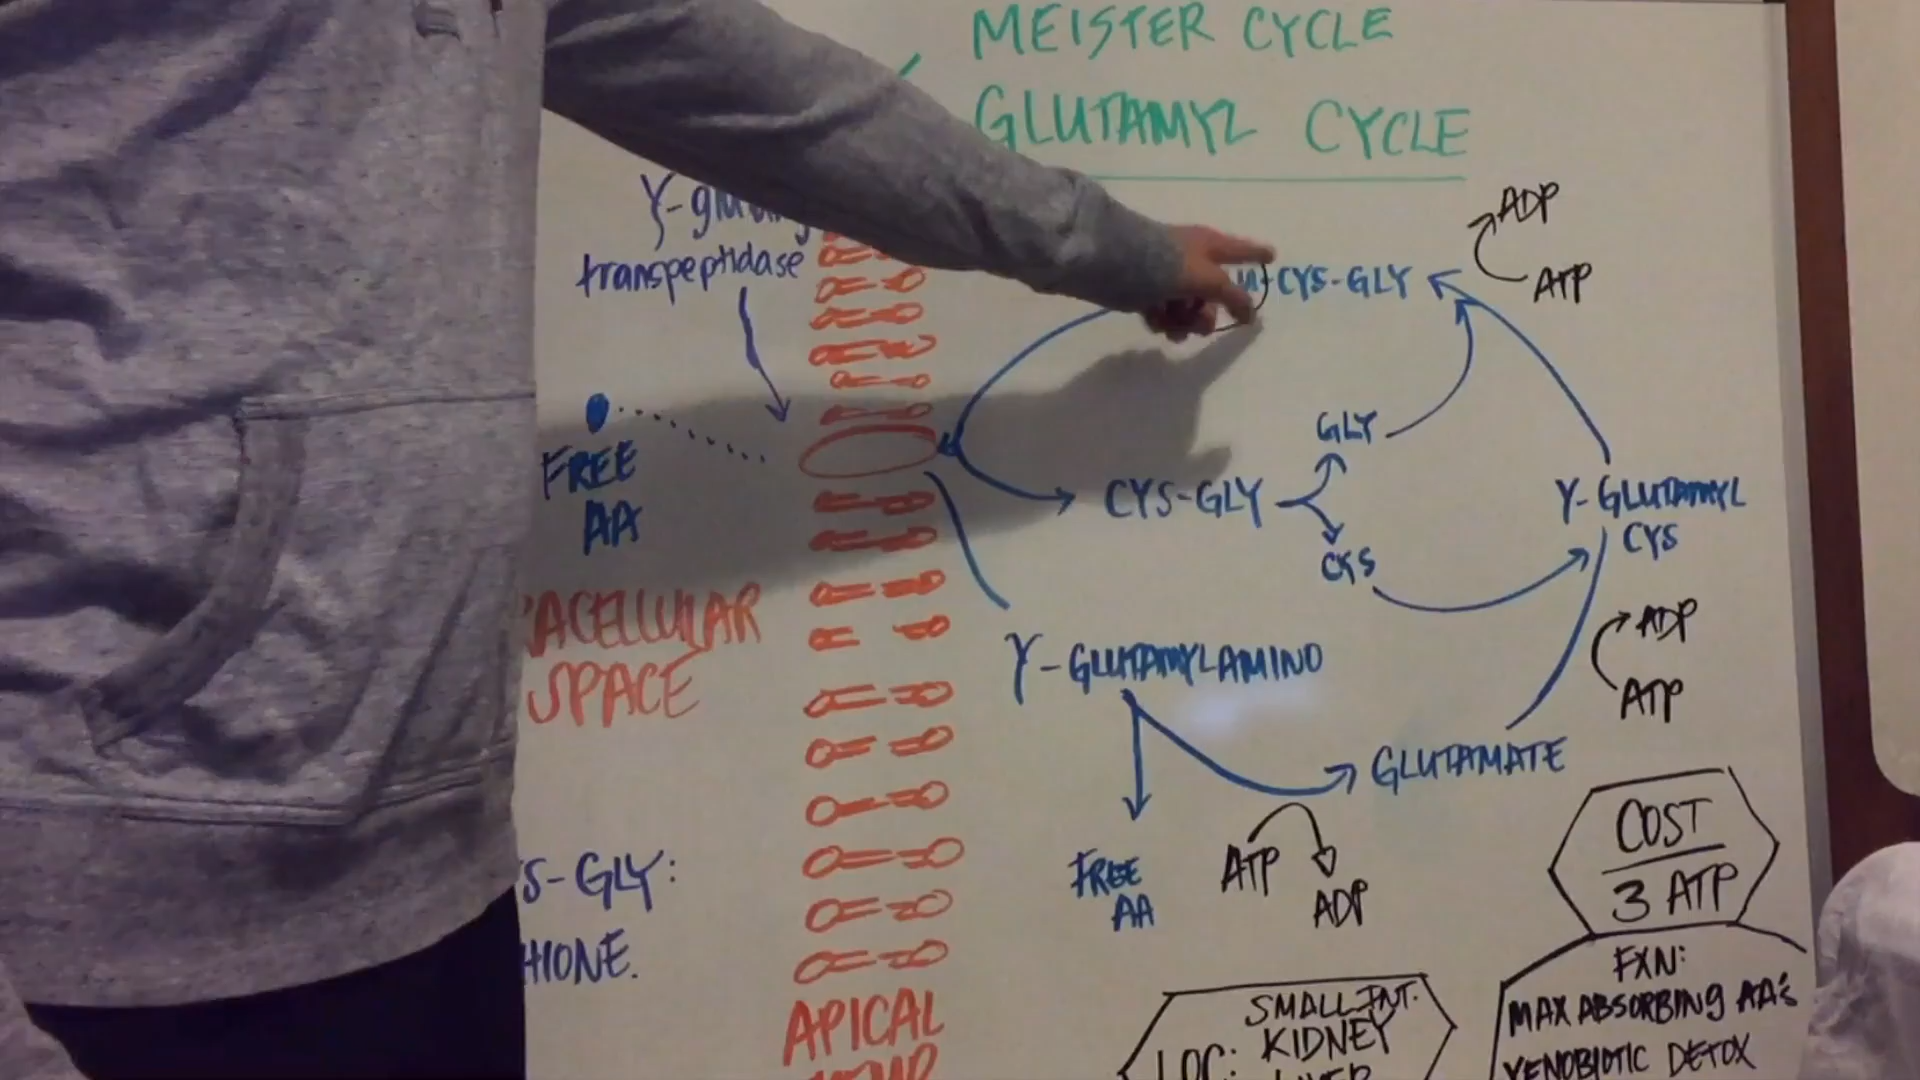 MEISTER CYCLE
GLUTAMYL CYCLE
transpeptidase
CYS-GLY
ADP
ATP
FREE
AA
GLY
CYS-GLY
CYS
γ-GLUTAMYL
CYS
SPACE
γ-GLUTAMYLAMINO
ADP
ATP
GLUTAMATE
FREE
AA
ATP
ADP
COST
3 ATP
S-GLY:
HIONE.
APICAL
SMALL INT.
LOC: KIDNEY
LIVER
FXN:
MAX ABSORBING AA's
XENOBIOTIC DETOX